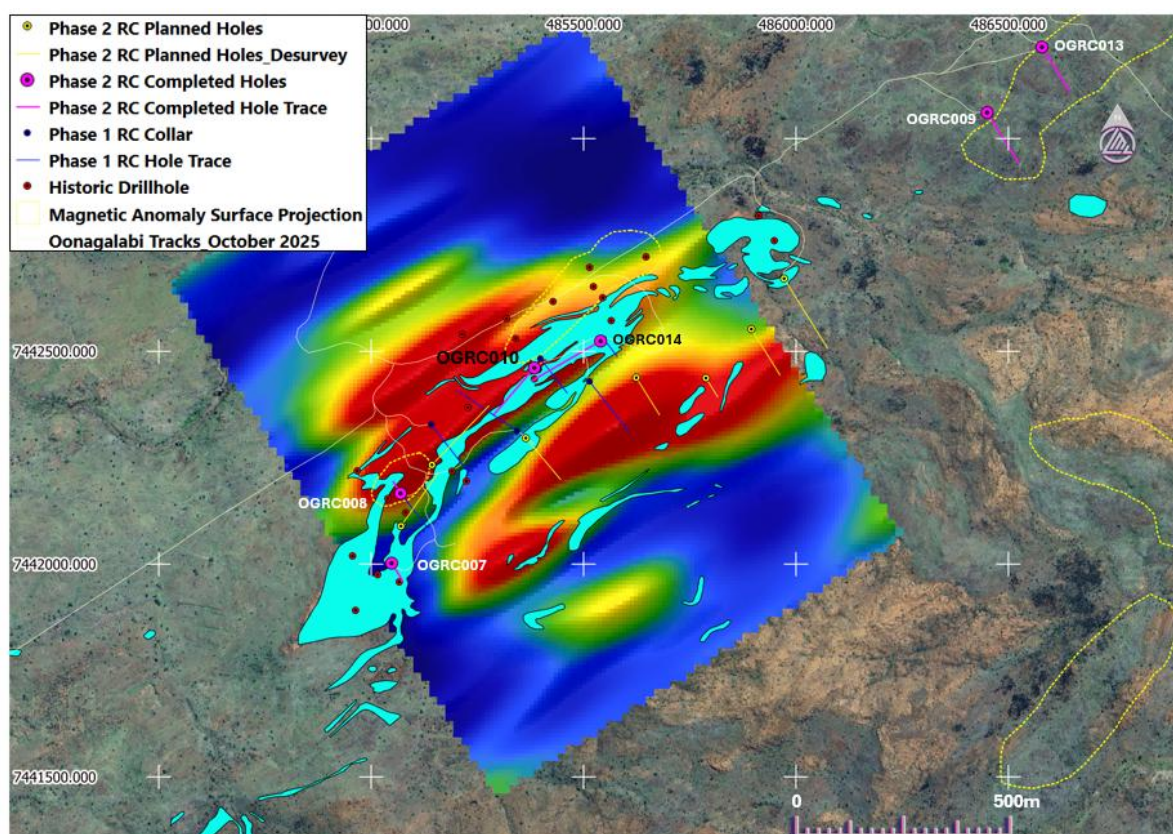 Phase 2 RC Planned Holes
Phase 2 RC Planned Holes_Desurvey
Phase 2 RC Completed Holes
Phase 2 RC Completed Hole Trace
Phase 1 RC Collar
Phase 1 RC Hole Trace
Historic Drillhole
Magnetic Anomaly Surface Projection
Oonagalabi Tracks_October 2025
000.000
485500.000
486000.000
486500.000
OGRC013
OGRC009
7442500.000
OGRC010
OGRC014
OGRC008
OGRC007
7442000.000
7441500.000
0
500m